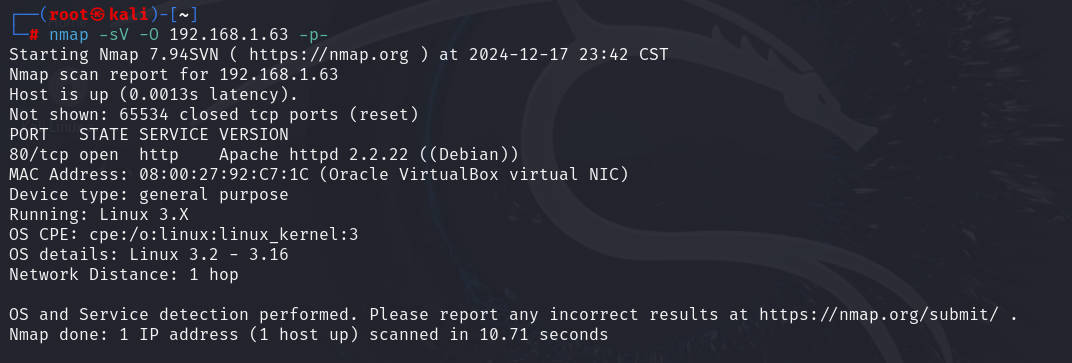 ┌──(root㉿kali)-[~]
└─# nmap -sV -O 192.168.1.63 -p-
Starting Nmap 7.94SVN ( https://nmap.org ) at 2024-12-17 23:42 CST
Nmap scan report for 192.168.1.63
Host is up (0.0013s latency).
Not shown: 65534 closed tcp ports (reset)
PORT   STATE SERVICE VERSION
80/tcp open  http    Apache httpd 2.2.22 ((Debian))
MAC Address: 08:00:27:92:C7:1C (Oracle VirtualBox virtual NIC)
Device type: general purpose
Running: Linux 3.X
OS CPE: cpe:/o:linux:linux_kernel:3
OS details: Linux 3.2 - 3.16
Network Distance: 1 hop

OS and Service detection performed. Please report any incorrect results at https://nmap.org/submit/ .
Nmap done: 1 IP address (1 host up) scanned in 10.71 seconds